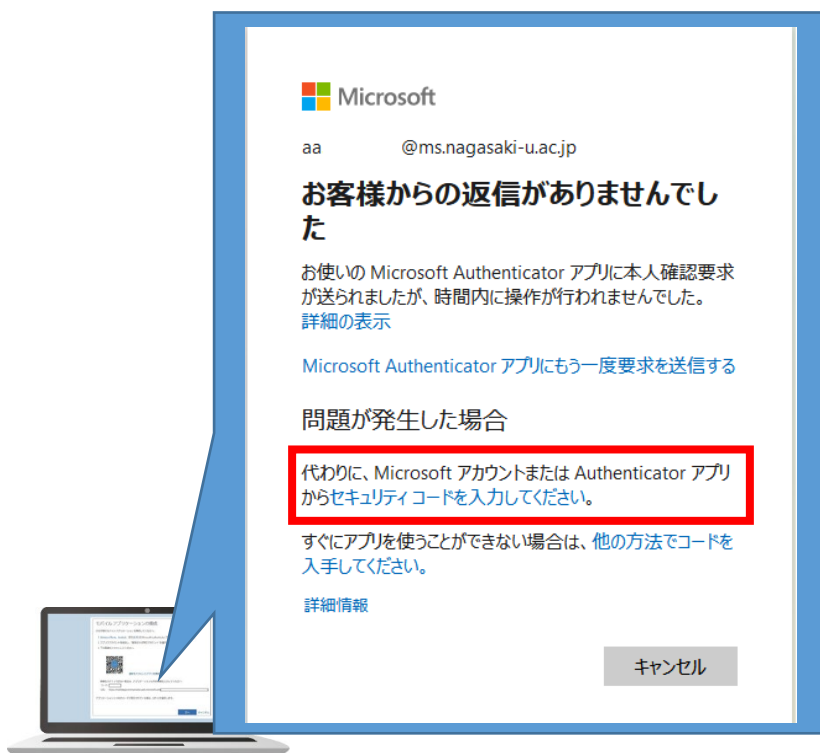 Microsoft
aa @ms.nagasaki-u.ac.jp
お客様からの返信がありませんでし
た
お使いの Microsoft Authenticator アプリに本人確認要求
が送られましたが、時間内に操作が行われませんでした。
詳細の表示
Microsoft Authenticator アプリにもう一度要求を送信する
問題が発生した場合
代わりに、Microsoft アカウントまたは Authenticator アプリ
からセキュリティ コードを入力してください。
すぐにアプリを使うことができない場合は、他の方法でコードを
入手してください。
詳細情報
キャンセル